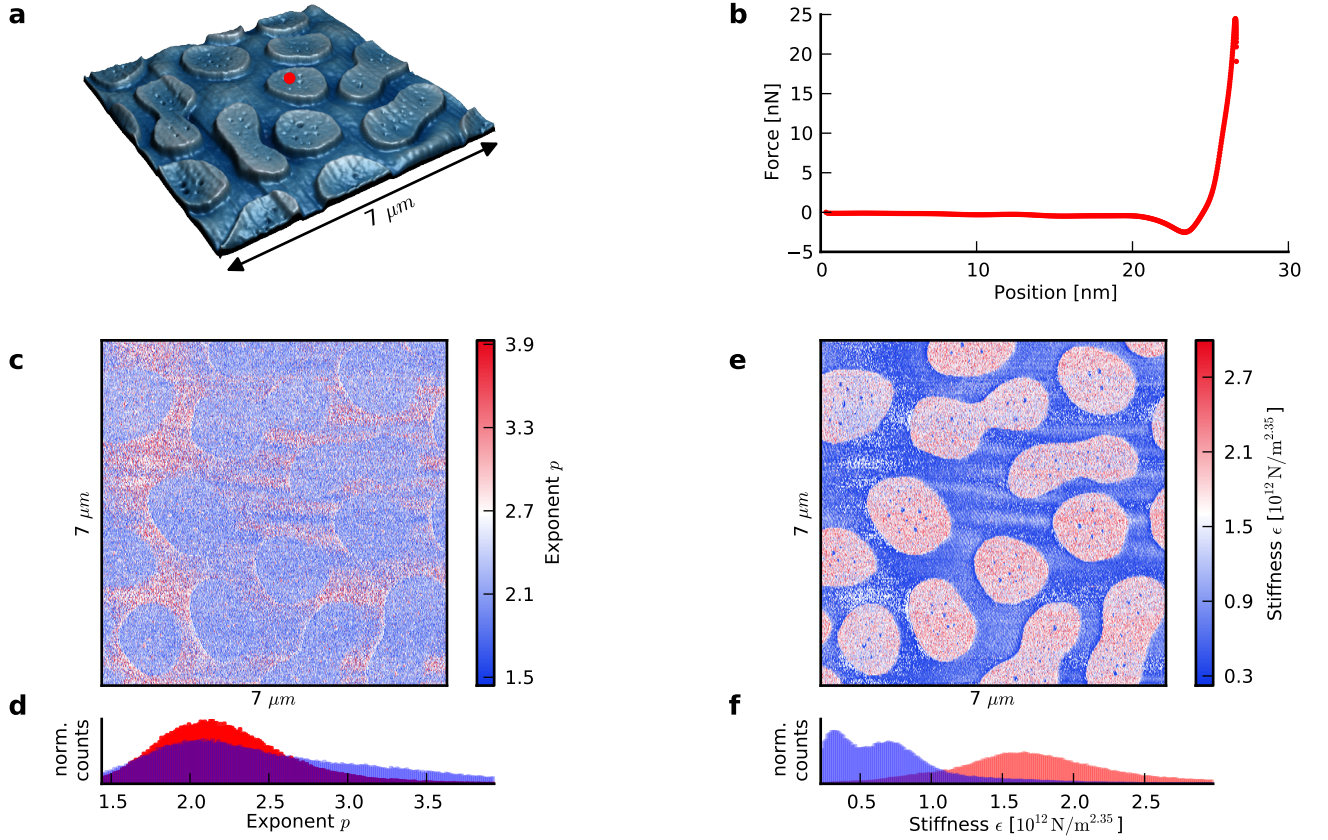 a
7 μm
b
25
20
15
10
5
0
−5
Force [nN]
0
10
20
30
Position [nm]
c
7 μm
7 μm
3.9
3.3
2.7
2.1
1.5
Exponent p
e
7 μm
7 μm
2.7
2.1
1.5
0.9
0.3
Stiffness ϵ [10¹² N/m²·³⁵]
d
norm.
counts
1.5
2.0
2.5
3.0
3.5
Exponent p
f
norm.
counts
0.5
1.0
1.5
2.0
2.5
Stiffness ϵ [10¹² N/m²·³⁵]